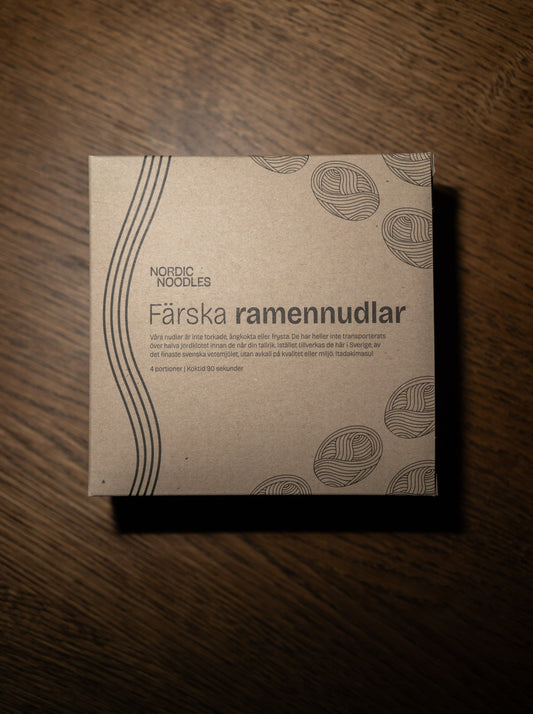 NORDIC
NOODLES
Färska ramennudlar
Våra nudlar är inte torkade, ångkokta eller frysta. De har heller inte transporterats
över halva jordklotet innan de når din tallrik. Istället tillverkas de här i Sverige, av
det finaste svenska vetemjölet, utan avkall på kvalitet eller miljö. Itadakimasu!
4 portioner | Koktid 90 sekunder